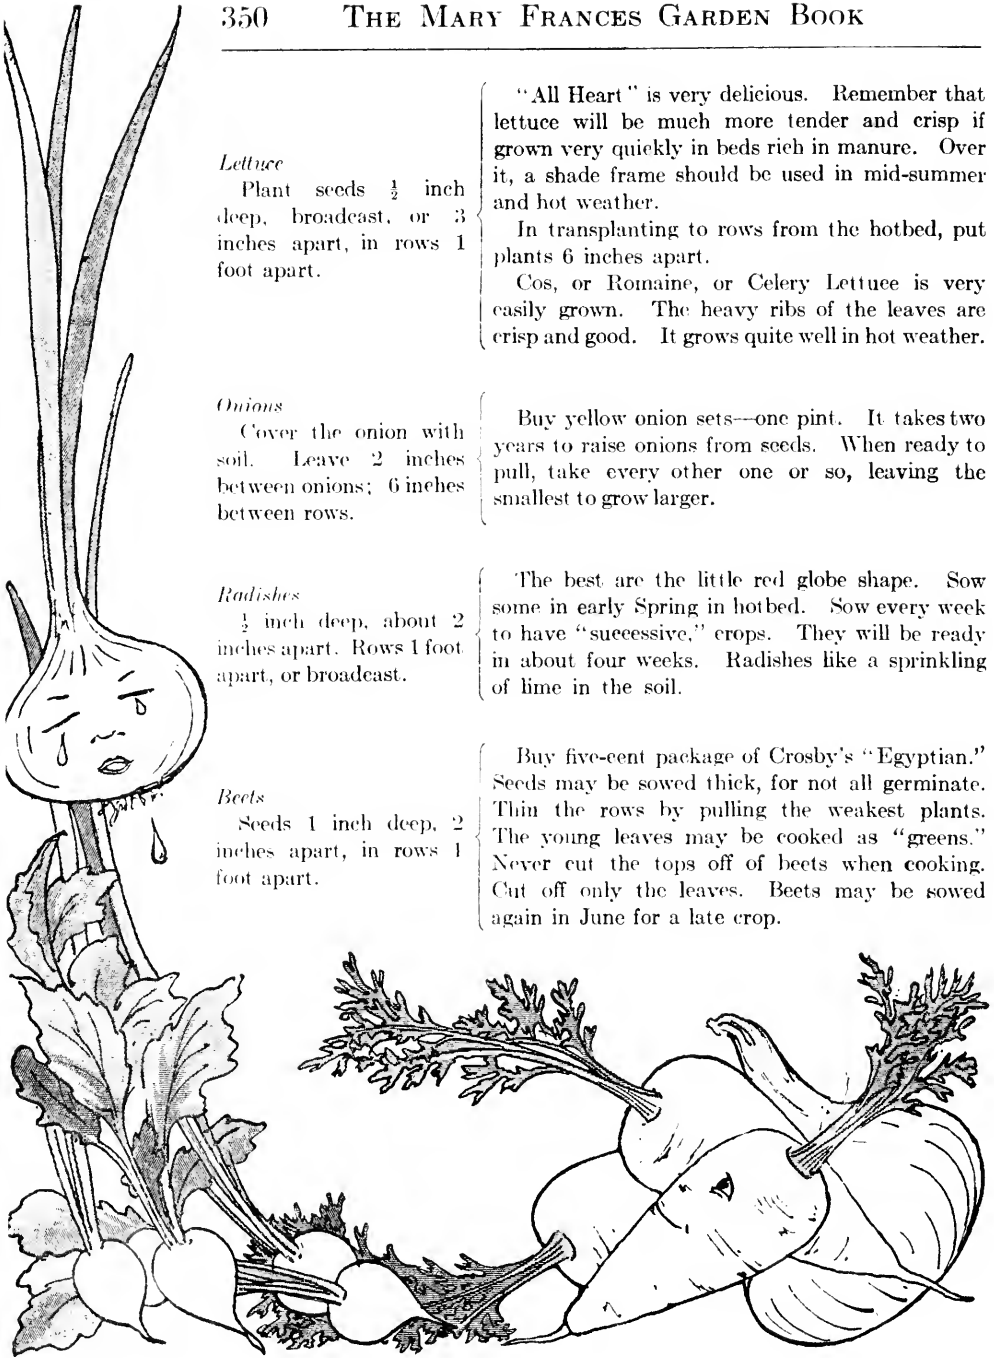 350 THE MARY FRANCES GARDEN BOOK
Lettuce
Plant seeds ½ inch
deep, broadcast, or 3
inches apart, in rows 1
foot apart.
"All Heart" is very delicious. Remember that
lettuce will be much more tender and crisp if
grown very quickly in beds rich in manure. Over
it, a shade frame should be used in mid-summer
and hot weather.
In transplanting to rows from the hotbed, put
plants 6 inches apart.
Cos, or Romaine, or Celery Lettuce is very
easily grown. The heavy ribs of the leaves are
crisp and good. It grows quite well in hot weather.
Onions
Cover the onion with
soil. Leave 2 inches
between onions; 6 inches
between rows.
Buy yellow onion sets—one pint. It takes two
years to raise onions from seeds. When ready to
pull, take every other one or so, leaving the
smallest to grow larger.
Radishes
½ inch deep, about 2
inches apart. Rows 1 foot
apart, or broadcast.
The best are the little red globe shape. Sow
some in early Spring in hotbed. Sow every week
to have "successive," crops. They will be ready
in about four weeks. Radishes like a sprinkling
of lime in the soil.
Beets
Seeds 1 inch deep, 2
inches apart, in rows 1
foot apart.
Buy five-cent package of Crosby's "Egyptian."
Seeds may be sowed thick, for not all germinate.
Thin the rows by pulling the weakest plants.
The young leaves may be cooked as "greens."
Never cut the tops off of beets when cooking.
Cut off only the leaves. Beets may be sowed
again in June for a late crop.